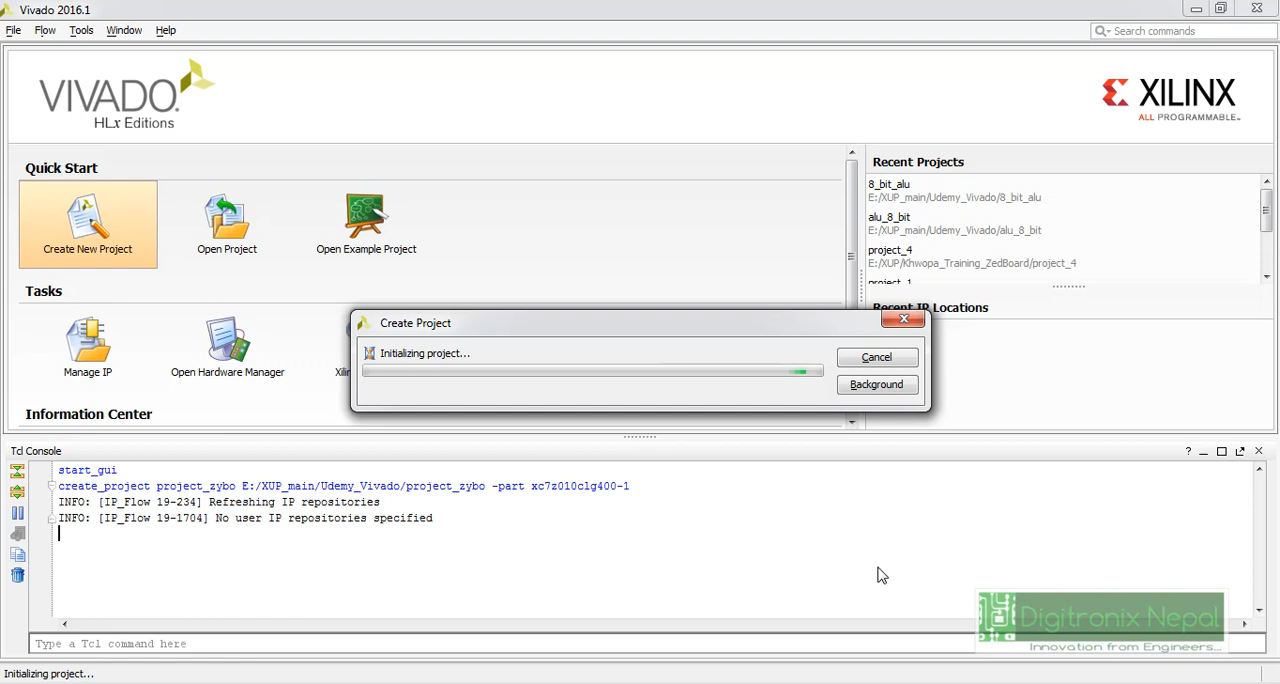 Vivado 2016.1
File Flow Tools Window Help
Search commands
VIVADO.
HLx Editions
XILINX
ALL PROGRAMMABLE.
Quick Start
Create New Project
Open Project
Open Example Project
Tasks
Manage IP
Open Hardware Manager
Xilin
Information Center
Recent Projects
8_bit_alu
E:/XUP_main/Udemy_Vivado/8_bit_alu
alu_8_bit
E:/XUP_main/Udemy_Vivado/alu_8_bit
project_4
E:/XUP/Khwopa_Training_ZedBoard/project_4
project_1
Recent IP Locations
Create Project
Initializing project...
Cancel
Background
Tcl Console
start_gui
create_project project_zybo E:/XUP_main/Udemy_Vivado/project_zybo -part xc7z010clg400-1
INFO: [IP_Flow 19-234] Refreshing IP repositories
INFO: [IP_Flow 19-1704] No user IP repositories specified
Type a Tcl command here
Digitronix Nepal
Innovation from Engineers...
Initializing project...